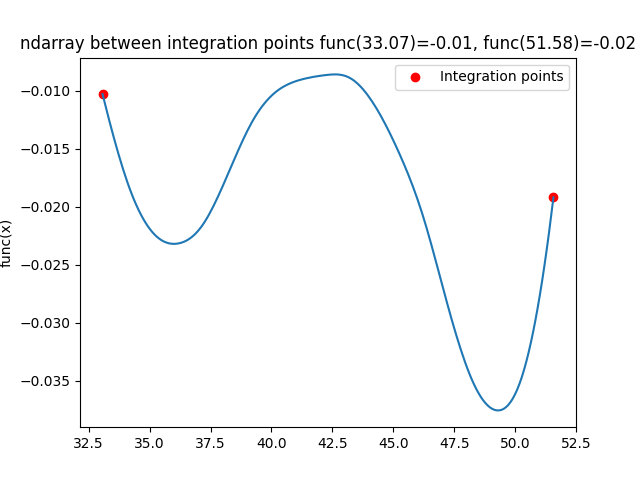 ndarray between integration points func(33.07)=-0.01, func(51.58)=-0.02
Integration points
−0.010
−0.015
−0.020
−0.025
−0.030
−0.035
func(x)
32.5 35.0 37.5 40.0 42.5 45.0 47.5 50.0 52.5